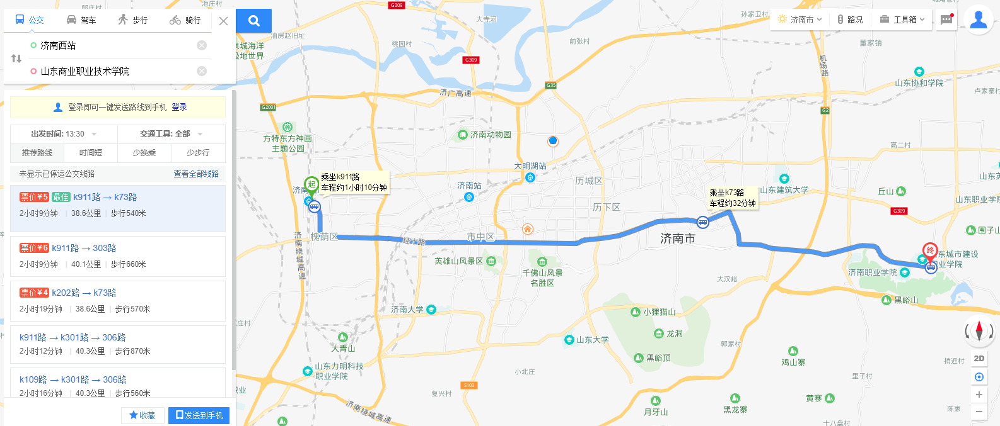 公交
驾车
步行
骑行
济南西站
山东商业职业技术学院
登录即可一键发送路线到手机 登录
出发时间: 13:30
交通工具: 全部
推荐路线
时间短
少换乘
少步行
未显示已停运公交线路
查看全部线路
票价¥5 最佳 k911路 → k73路
2小时9分钟 | 38.6公里 | 步行540米
票价¥6 k911路 → 303路
2小时9分钟 | 40.1公里 | 步行660米
票价¥4 k202路 → k73路
2小时19分钟 | 38.6公里 | 步行570米
k911路 → k301路 → 306路
2小时12分钟 | 40.3公里 | 步行870米
k109路 → k301路 → 306路
2小时16分钟 | 40.3公里 | 步行560米
收藏
发送到手机
济南市
路况
工具箱
池庄村
邱庄村
G309
大寺河
孙家卫村
油房赵旧址
泉城海洋
极地世界
桃园村
前张村
董家镇
G309
机场路
山东协和学院
G35
卢家寨村
济广高速
G2001
G2
方特东方神画
主题公园
济南动物园
高二村
大明湖站
起
乘坐k911路
车程约1小时10分钟
济南站
历城区
乘坐k73路
车程约32分钟
山东建筑大学
丘山
山东英
山东职业学院
历下区
G309
围子山
槐荫区
经十路
市中区
济南市
济南绕城高速
英雄山风景区
千佛山风景
名胜区
终
山东城市建设
职业学院
济南职业学院
大汉峪
黑峪山
济南大学
小狸猫山
龙洞
大青山
山东大学
郭家村
黑峪顶
鸡山寨
捎近村
2D
山东力明科技
职业学院
小北庄
里子村
S103
复兴村
黄寨
济南绕城高速
月牙山
黑龙寨
陈家
十八盘村